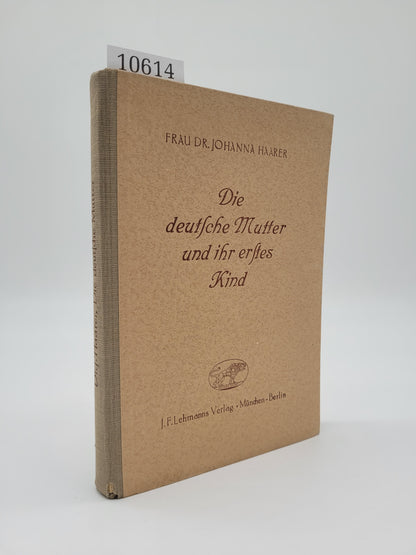 10614
FRAU DR. JOHANNA HAARER
Die
deutſche Mutter
und ihr erſtes
Kind
J. F. Lehmanns Verlag • München - Berlin